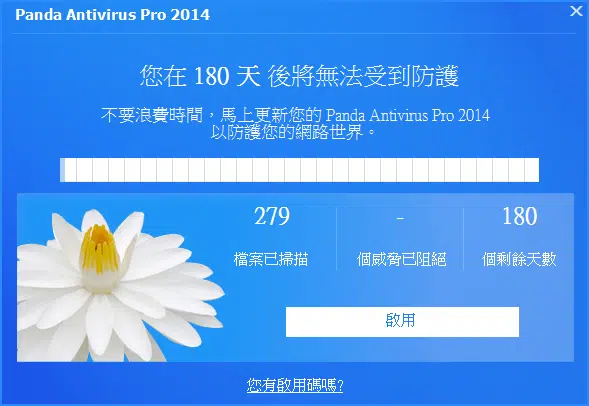 Panda Antivirus Pro 2014
您在 180 天 後將無法受到防護
不要浪費時間，馬上更新您的 Panda Antivirus Pro 2014
以防護您的網路世界。
279 - 180
檔案已掃描 個威脅已阻絕 個剩餘天數
啟用
您有啟用碼嗎?